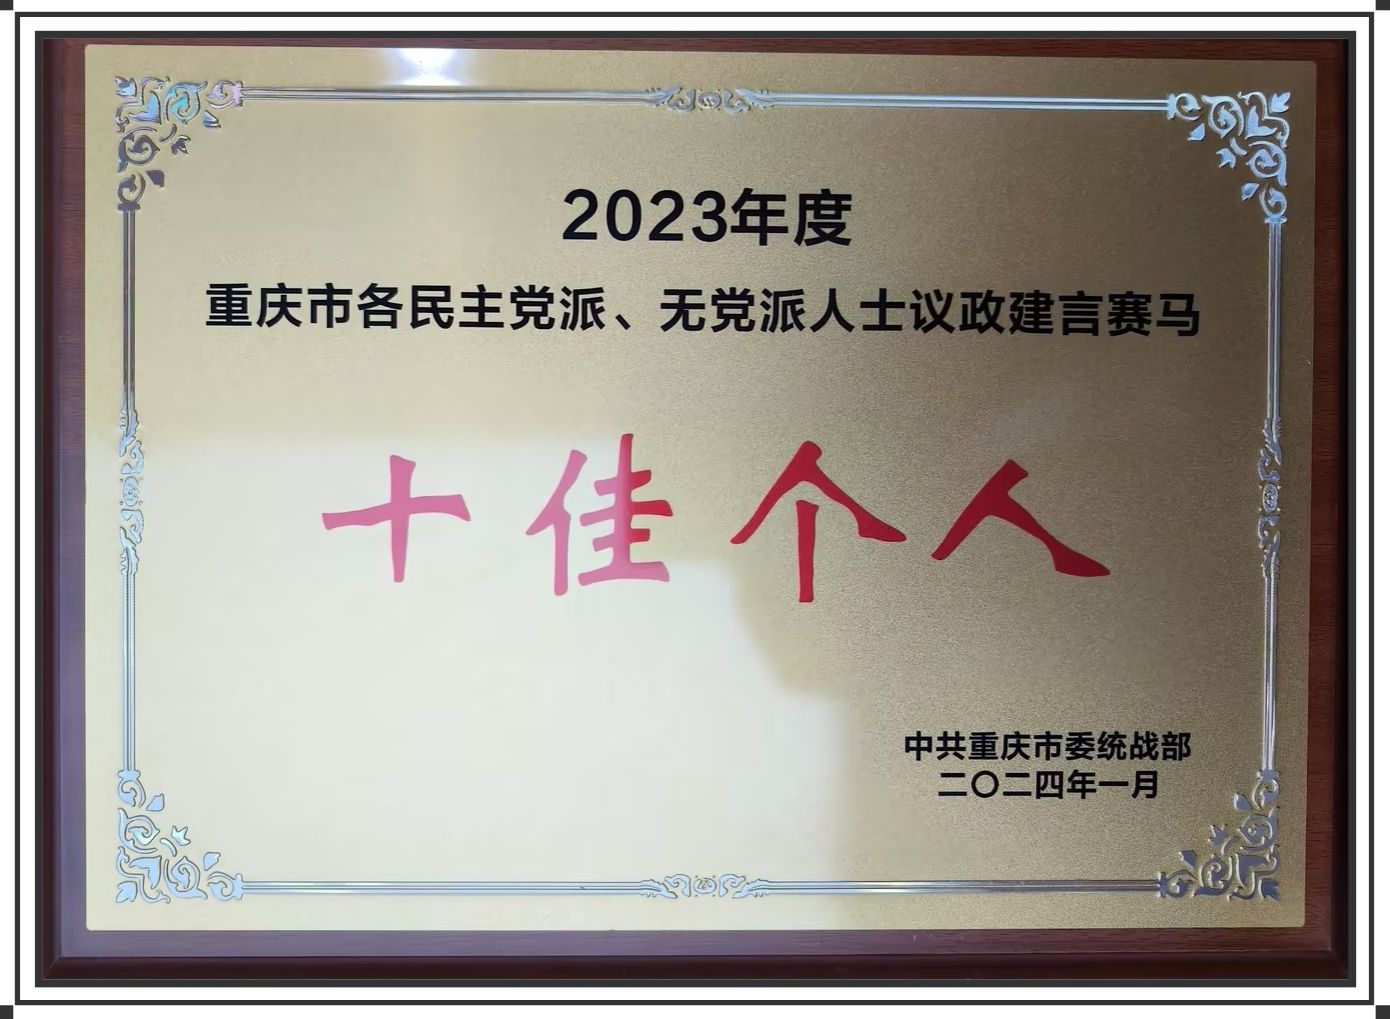 2023年度
重庆市各民主党派、无党派人士议政建言赛马
十佳个人
中共重庆市委统战部
二〇二四年一月